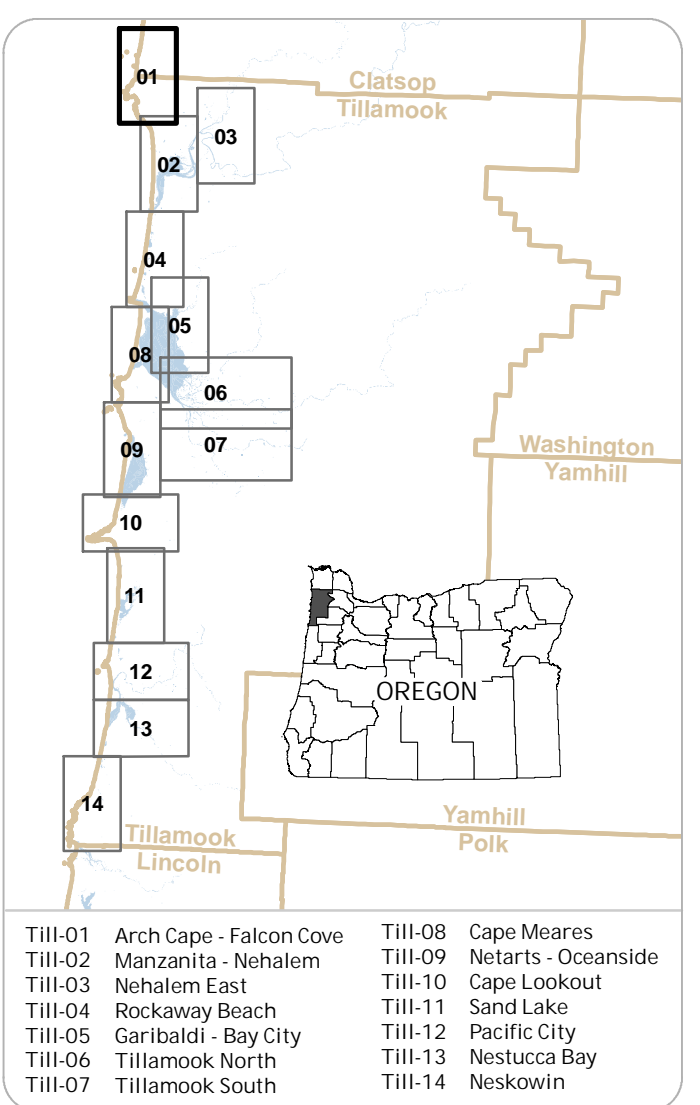 01
Clatsop
Tillamook
03
02
04
05
08
06
07
09
Washington
Yamhill
10
11
12
OREGON
13
14
Yamhill
Polk
Tillamook
Lincoln
Till-01 Arch Cape - Falcon Cove
Till-02 Manzanita - Nehalem
Till-03 Nehalem East
Till-04 Rockaway Beach
Till-05 Garibaldi - Bay City
Till-06 Tillamook North
Till-07 Tillamook South
Till-08 Cape Meares
Till-09 Netarts - Oceanside
Till-10 Cape Lookout
Till-11 Sand Lake
Till-12 Pacific City
Till-13 Nestucca Bay
Till-14 Neskowin